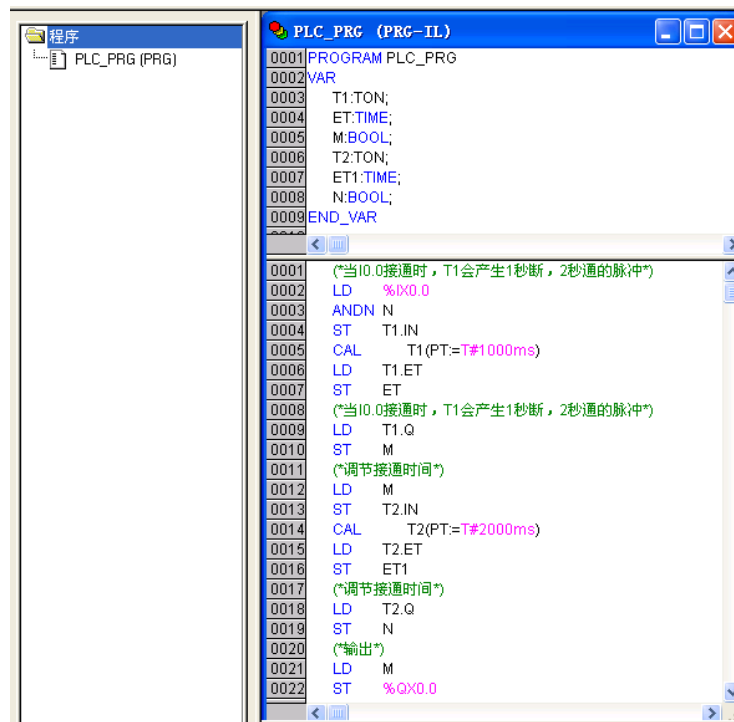 程序
PLC_PRG (PRG)
PLC_PRG (PRG-IL)
0001 PROGRAM PLC_PRG
0002 VAR
0003 T1:TON;
0004 ET:TIME;
0005 M:BOOL;
0006 T2:TON;
0007 ET1:TIME;
0008 N:BOOL;
0009 END_VAR
0001 (*当I0.0接通时，T1会产生1秒断，2秒通的脉冲*)
0002 LD %IX0.0
0003 ANDN N
0004 ST T1.IN
0005 CAL T1(PT:=T#1000ms)
0006 LD T1.ET
0007 ST ET
0008 (*当I0.0接通时，T1会产生1秒断，2秒通的脉冲*)
0009 LD T1.Q
0010 ST M
0011 (*调节接通时间*)
0012 LD M
0013 ST T2.IN
0014 CAL T2(PT:=T#2000ms)
0015 LD T2.ET
0016 ST ET1
0017 (*调节接通时间*)
0018 LD T2.Q
0019 ST N
0020 (*输出*)
0021 LD M
0022 ST %QX0.0